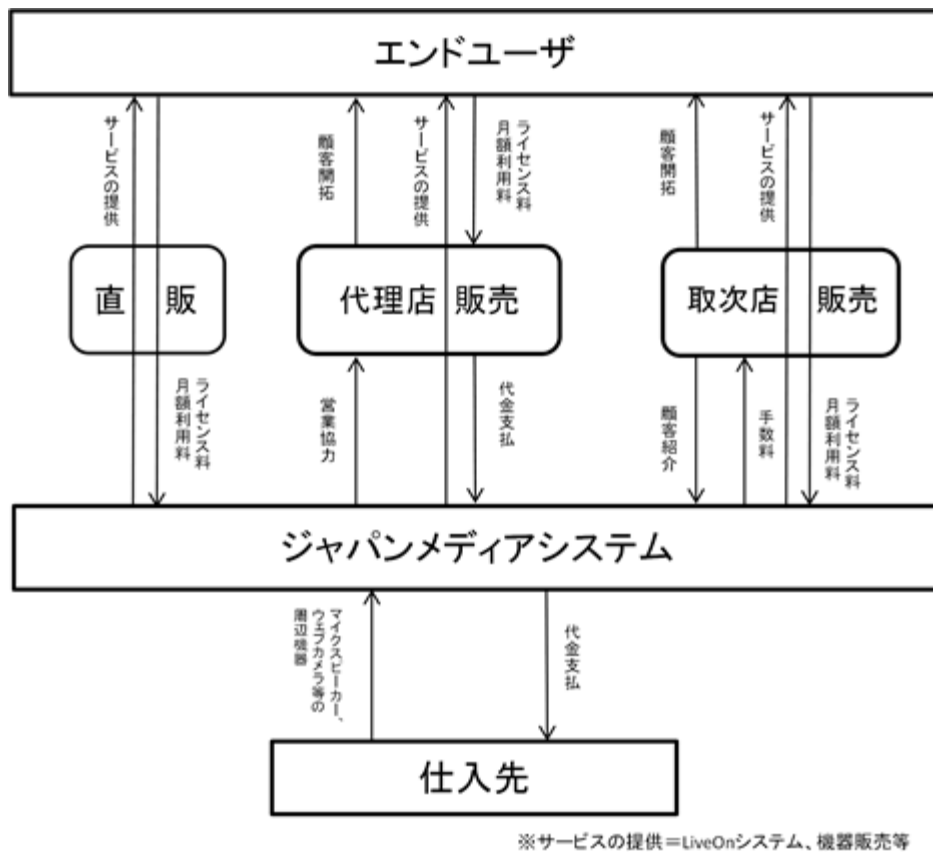 エンドユーザ
サービスの提供
顧客開拓
サービスの提供
ライセンス料
月額利用料
顧客開拓
サービスの提供
直 販
代理店 販売
取次店 販売
ライセンス料
月額利用料
営業協力
代金支払
顧客紹介
手数料
ライセンス料
月額利用料
ジャパンメディアシステム
マイクスピーカー、
ウェブカメラ等の
周辺機器
代金支払
仕入先
※サービスの提供＝LiveOnシステム、機器販売等